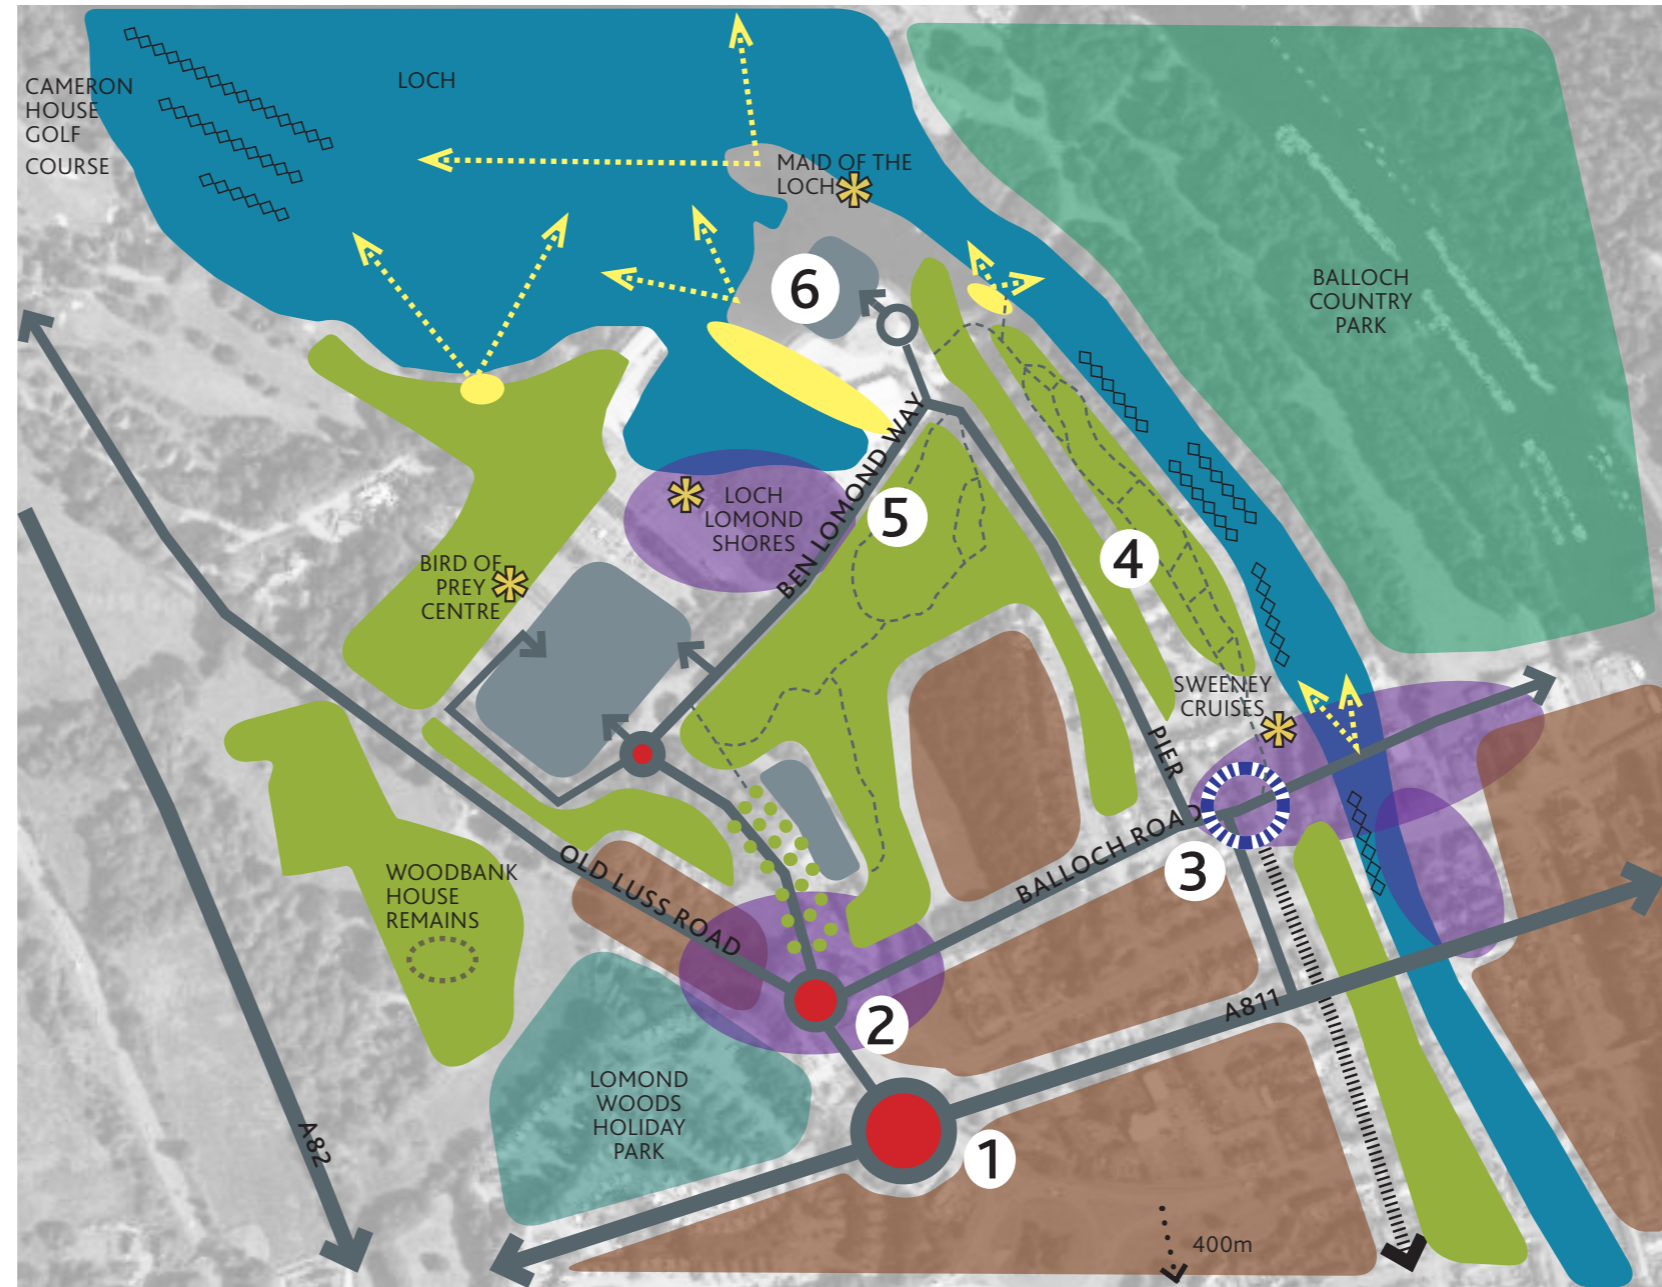 CAMERON
HOUSE
GOLF
COURSE
LOCH
MAID OF THE
LOCH
BALLOCH
COUNTRY
PARK
6
BEN LOMOND WAY
5
LOCH
LOMOND
SHORES
4
BIRD OF
PREY
CENTRE
SWEENEY
CRUISES
PIER
BALLOCH ROAD
3
OLD LUSS ROAD
WOODBANK
HOUSE
REMAINS
2
A811
LOMOND
WOODS
HOLIDAY
PARK
A82
1
400m